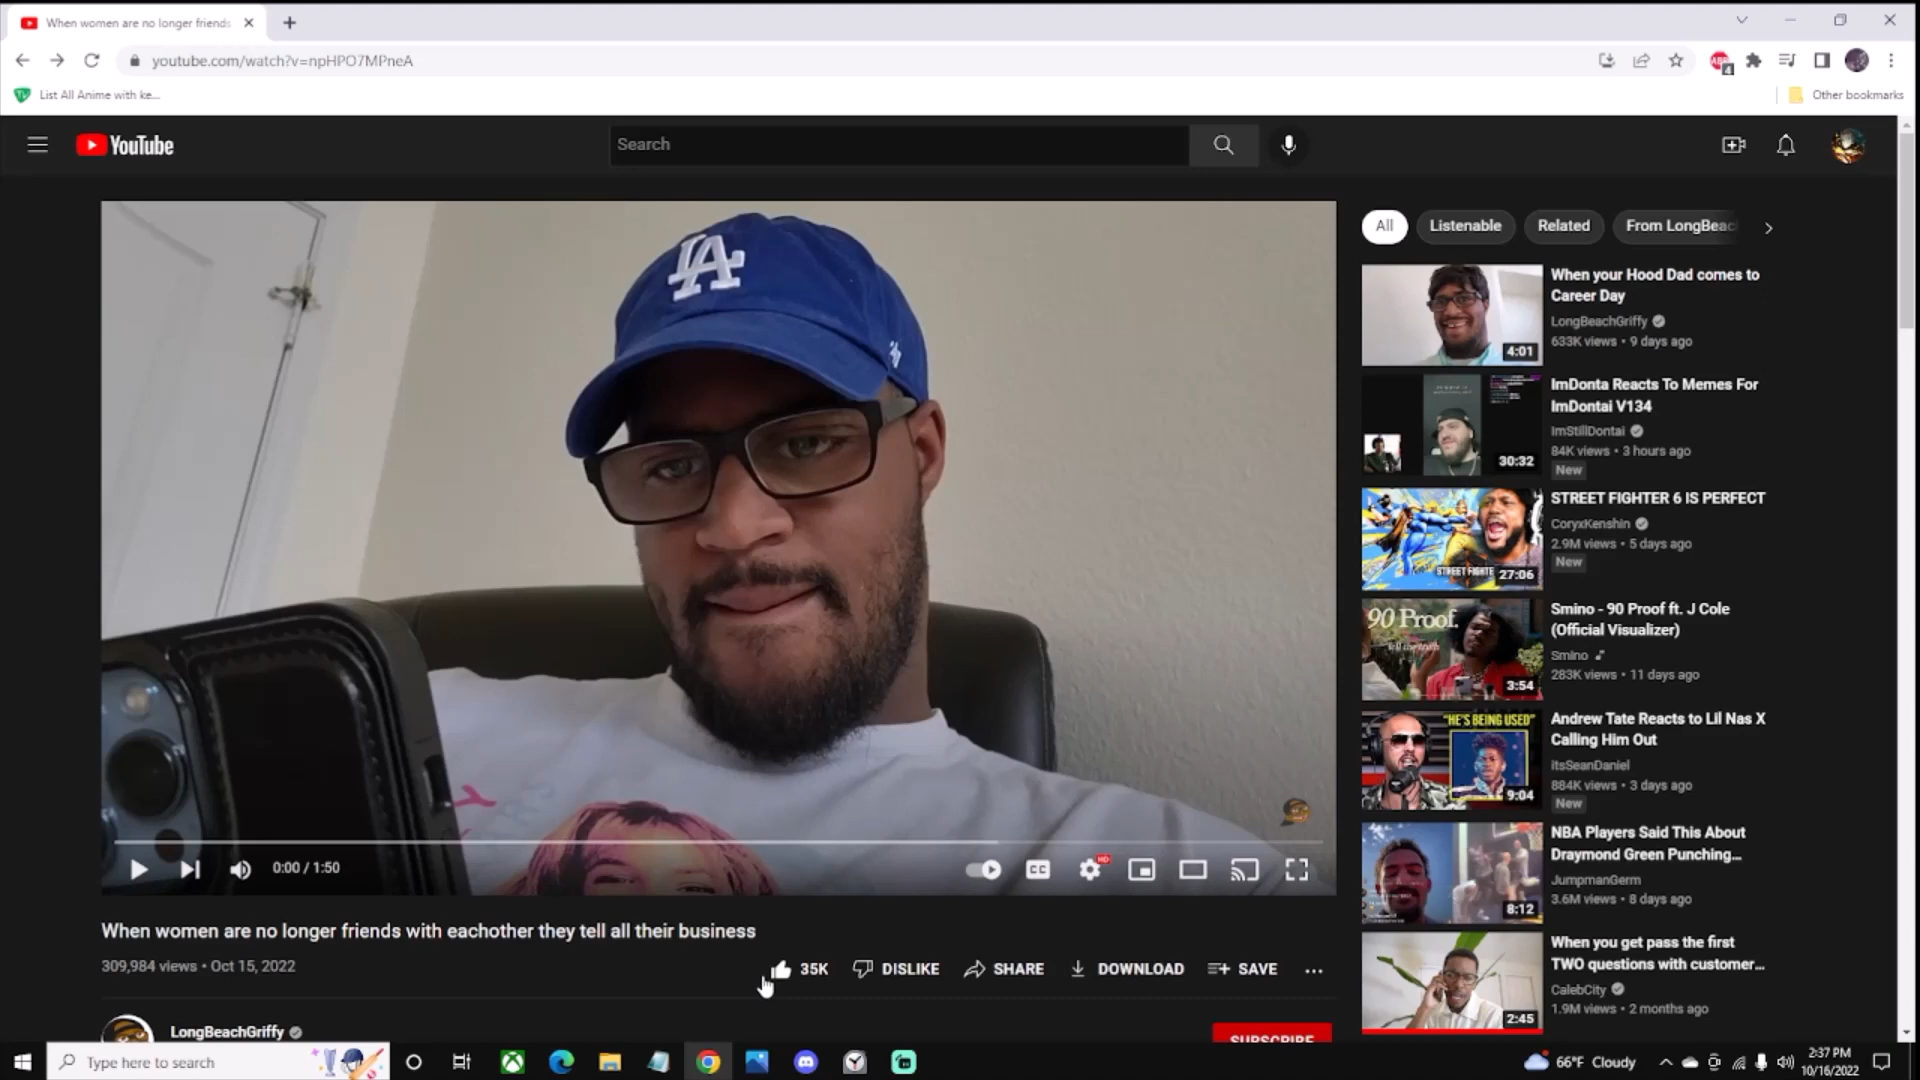 When women are no longer friends
youtube.com/watch?v=npHPO7MPneA
ABP
4
List All Anime with ke...
Other bookmarks
YouTube
Search
All
Listenable
Related
From LongBeac
LA
When your Hood Dad comes to
Career Day
LongBeachGriffy
633K views • 9 days ago
4:01
ImDonta Reacts To Memes For
ImDontai V134
ImStillDontai
84K views • 3 hours ago
New
30:32
STREET FIGHTER 6 IS PERFECT
CoryxKenshin
2.9M views • 5 days ago
New
STREET FIGHTE
27:06
Smino - 90 Proof ft. J Cole
(Official Visualizer)
Smino
283K views • 11 days ago
90 Proof.
3:54
Andrew Tate Reacts to Lil Nas X
Calling Him Out
itsSeanDaniel
884K views • 3 days ago
New
"HE'S BEING USED"
9:04
NBA Players Said This About
Draymond Green Punching...
JumpmanGerm
3.6M views • 8 days ago
8:12
When you get pass the first
TWO questions with customer...
CalebCity
1.9M views • 2 months ago
2:45
0:00 / 1:50
CC
HD
When women are no longer friends with eachother they tell all their business
309,984 views • Oct 15, 2022
35K
DISLIKE
SHARE
DOWNLOAD
SAVE
LongBeachGriffy
SUBSCRIBE
Type here to search
66°F Cloudy
2:37 PM
10/16/2022